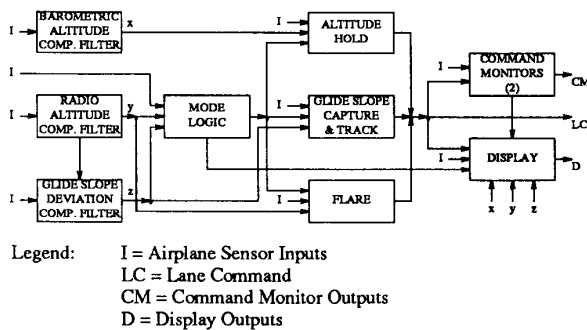 I
BAROMETRIC
ALTITUDE
COMP. FILTER
x
I
ALTITUDE
HOLD
I
COMMAND
MONITORS
(2)
CM
I
I
RADIO
ALTITUDE
COMP. FILTER
y
MODE
LOGIC
I
GLIDE SLOPE
CAPTURE
& TRACK
LC
I
DISPLAY
D
I
GLIDE SLOPE
DEVIATION
COMP. FILTER
z
I
FLARE
x y z
Legend: I = Airplane Sensor Inputs
LC = Lane Command
CM = Command Monitor Outputs
D = Display Outputs